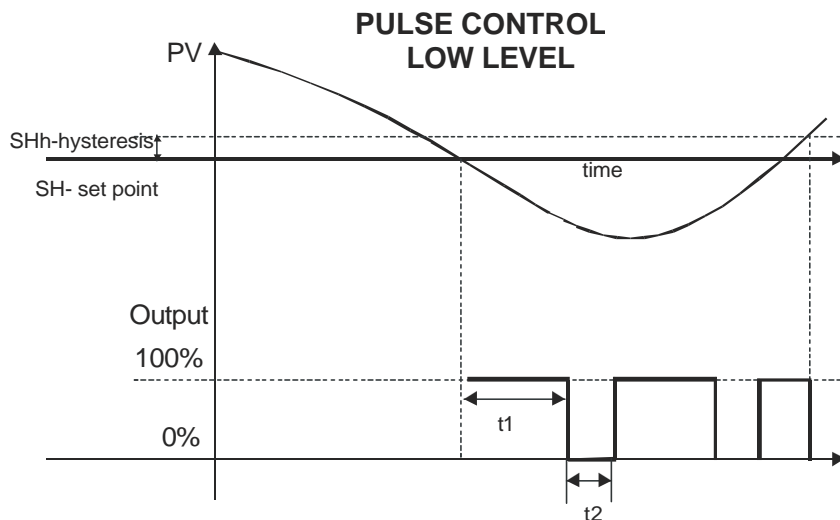 PULSE CONTROL
LOW LEVEL
PV
SHh-hysteresis
time
SH- set point
Output
100%
t1
0%
t2